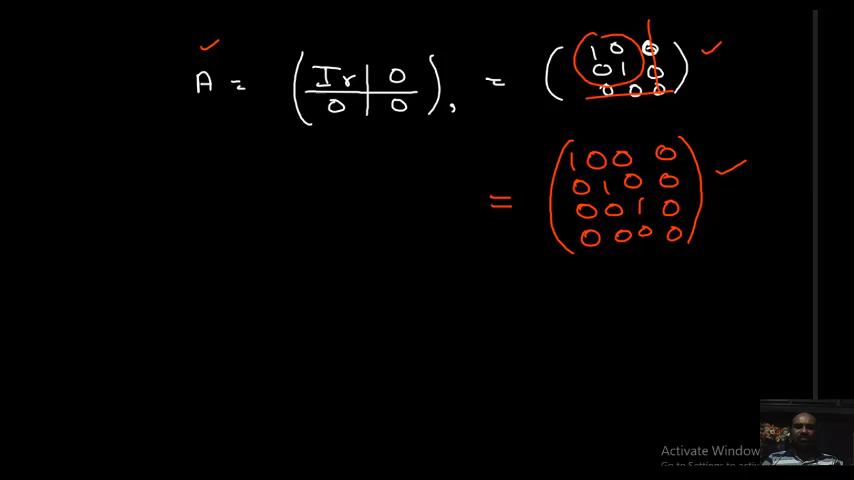 A = ( Ir | 0
0 | 0 ) , = ( 1 0 0
0 1 0
0 0 0 )
= ( 1 0 0 0
0 1 0 0
0 0 1 0
0 0 0 0 )
Activate Window